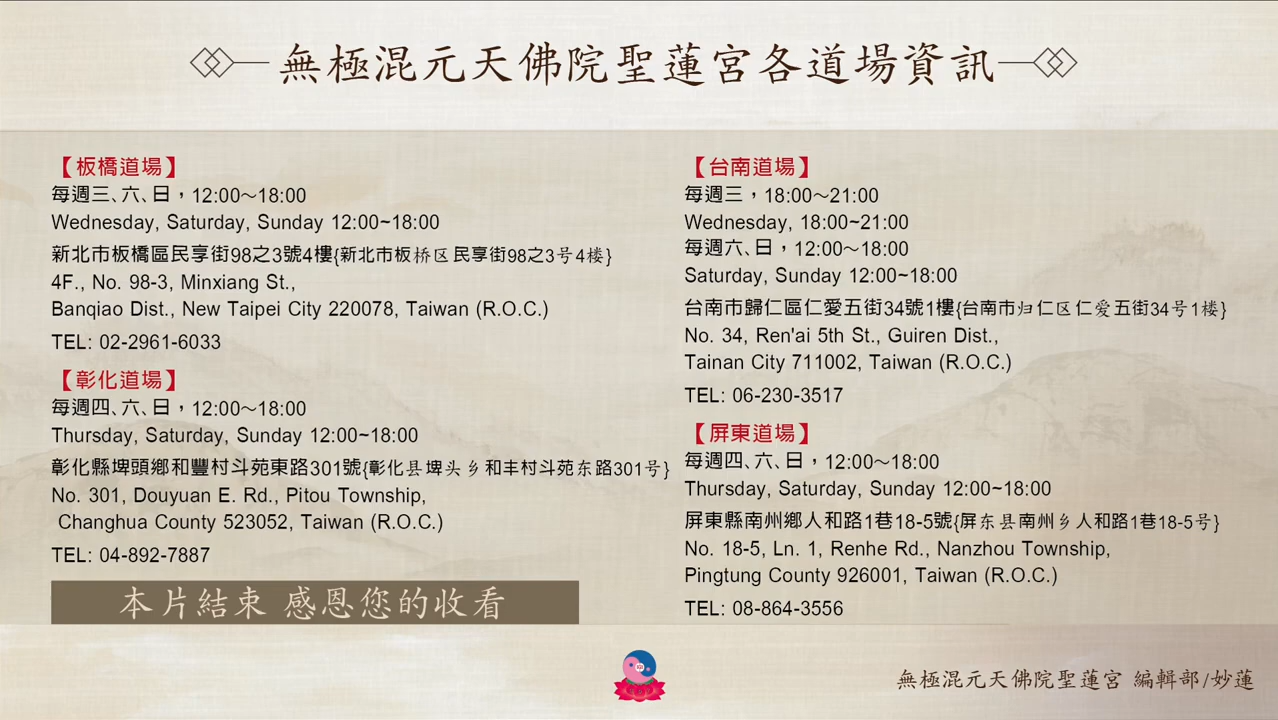 無極混元天佛院聖蓮宮各道場資訊
【板橋道場】
每週三、六、日，12:00～18:00
Wednesday, Saturday, Sunday 12:00~18:00
新北市板橋區民享街98之3號4樓{新北市板桥区民享街98之3号4楼}
4F., No. 98-3, Minxiang St.,
Banqiao Dist., New Taipei City 220078, Taiwan (R.O.C.)
TEL: 02-2961-6033
【彰化道場】
每週四、六、日，12:00～18:00
Thursday, Saturday, Sunday 12:00~18:00
彰化縣埤頭鄉和豐村斗苑東路301號{彰化县埤头乡和丰村斗苑东路301号}
No. 301, Douyuan E. Rd., Pitou Township,
Changhua County 523052, Taiwan (R.O.C.)
TEL: 04-892-7887
本片結束 感恩您的收看
【台南道場】
每週三，18:00～21:00
Wednesday, 18:00~21:00
每週六、日，12:00～18:00
Saturday, Sunday 12:00~18:00
台南市歸仁區仁愛五街34號1樓{台南市归仁区仁愛五街34号1楼}
No. 34, Ren'ai 5th St., Guiren Dist.,
Tainan City 711002, Taiwan (R.O.C.)
TEL: 06-230-3517
【屏東道場】
每週四、六、日，12:00～18:00
Thursday, Saturday, Sunday 12:00~18:00
屏東縣南州鄉人和路1巷18-5號{屏东县南州乡人和路1巷18-5号}
No. 18-5, Ln. 1, Renhe Rd., Nanzhou Township,
Pingtung County 926001, Taiwan (R.O.C.)
TEL: 08-864-3556
無極混元天佛院聖蓮宮 編輯部/妙蓮